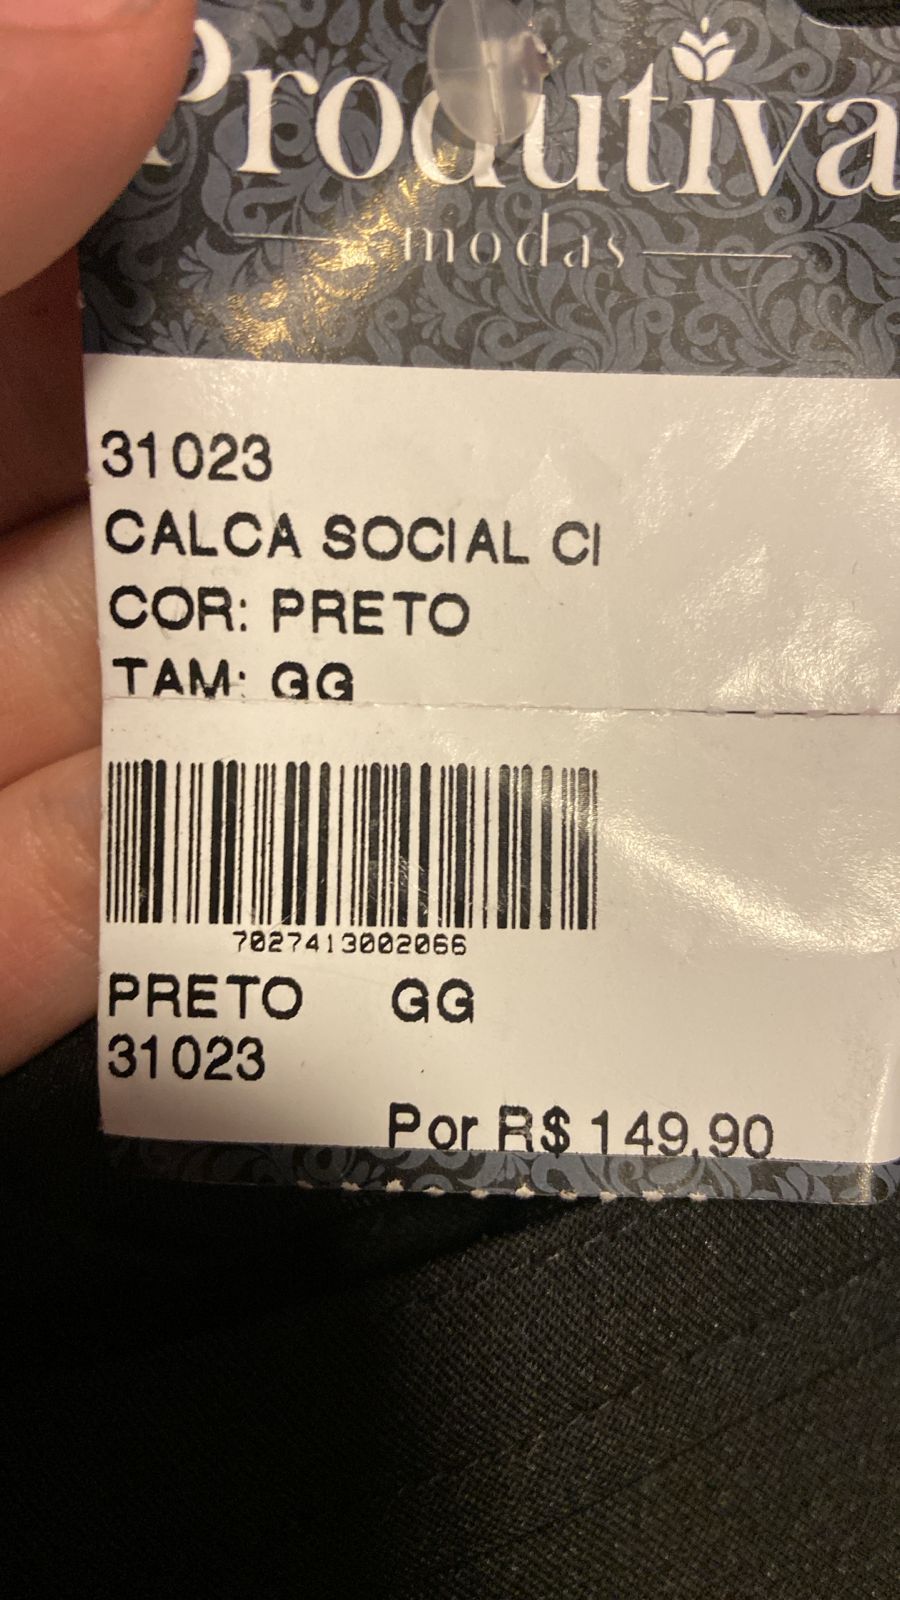 Produtiva
modas
31023
CALCA SOCIAL CI
COR: PRETO
TAM: GG
7027413002066
PRETO GG
31023
Por R$ 149,90